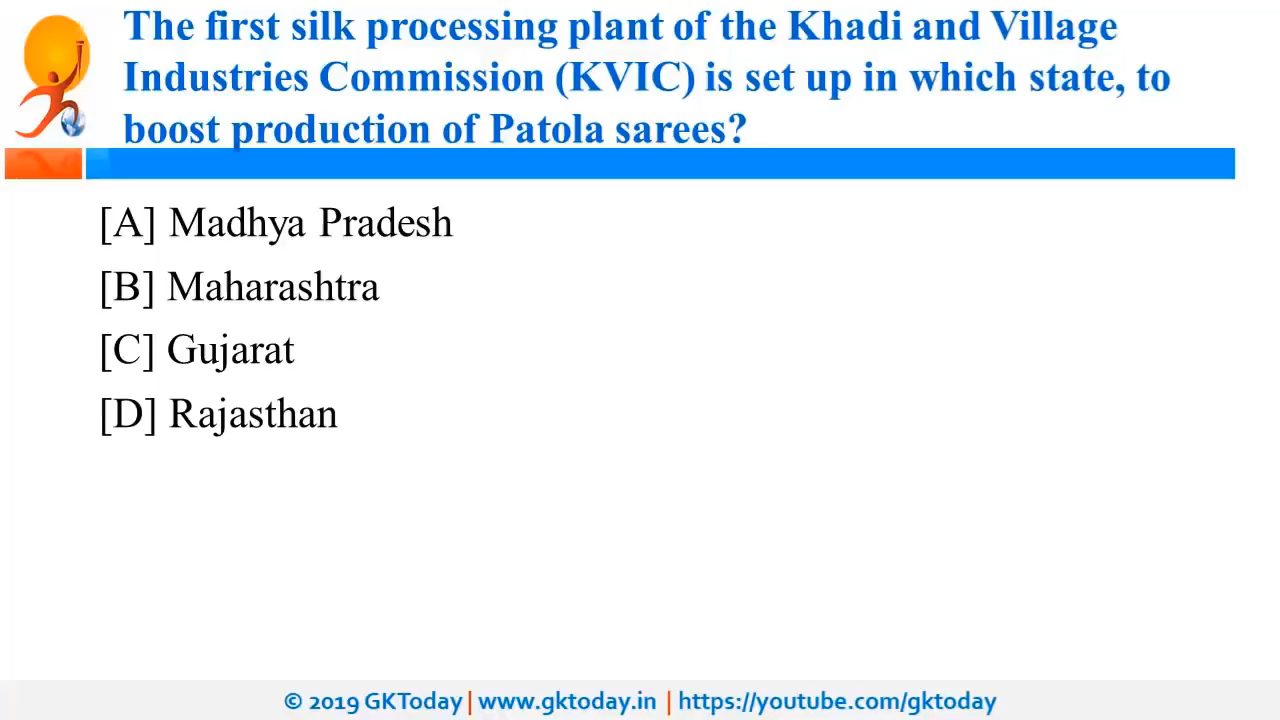 The first silk processing plant of the Khadi and Village
Industries Commission (KVIC) is set up in which state, to
boost production of Patola sarees?
[A] Madhya Pradesh
[B] Maharashtra
[C] Gujarat
[D] Rajasthan
© 2019 GKToday | www.gktoday.in | https://youtube.com/gktoday